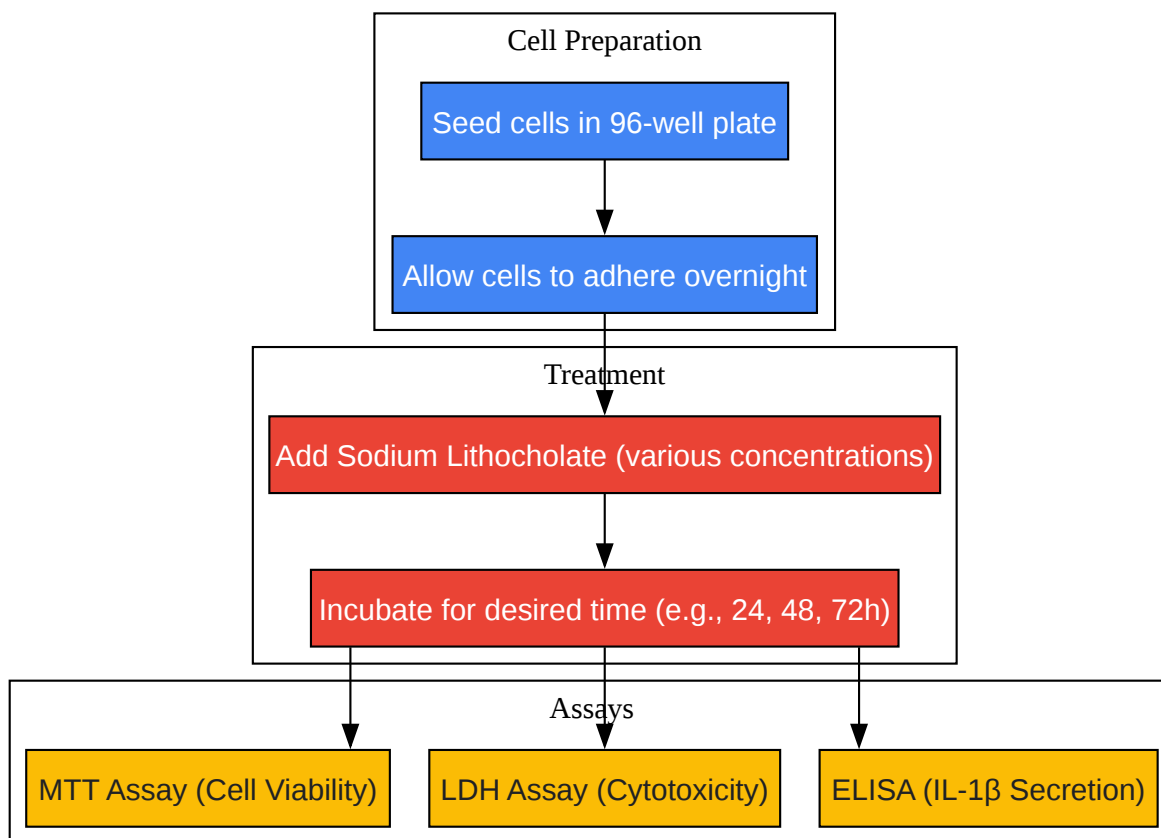 Cell Preparation
Seed cells in 96-well plate
Allow cells to adhere overnight
Treatment
Add Sodium Lithocholate (various concentrations)
Incubate for desired time (e.g., 24, 48, 72h)
Assays
MTT Assay (Cell Viability)
LDH Assay (Cytotoxicity)
ELISA (IL-1β Secretion)